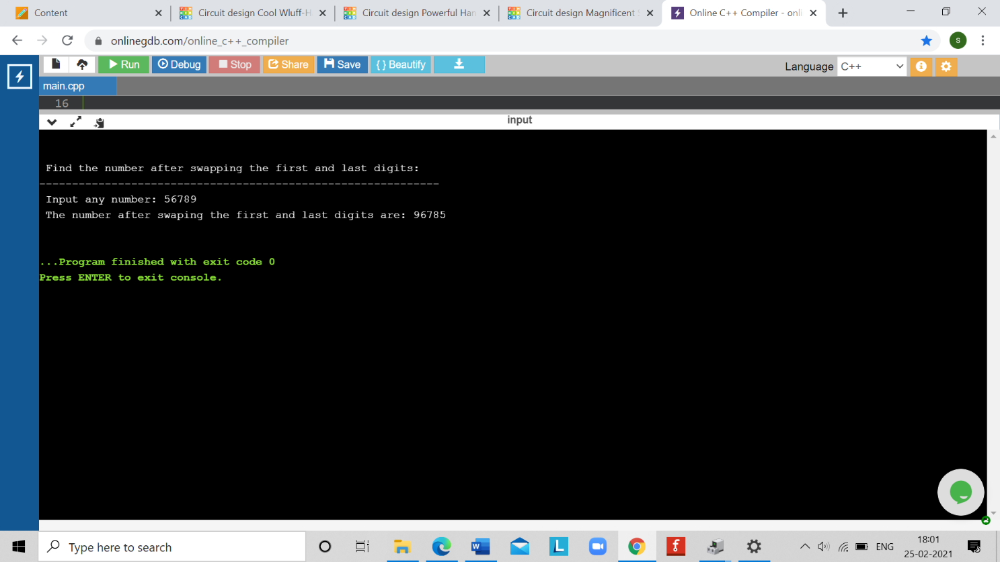 Content
Circuit design Cool Wluff-H
Circuit design Powerful Han
Circuit design Magnificent
Online C++ Compiler - onli
onlinegdb.com/online_c++_compiler
S
Run
Debug
Stop
Share
Save
{ } Beautify
Language
C++
main.cpp
16
input
Find the number after swapping the first and last digits:
-------------------------------------------------------------
Input any number: 56789
The number after swaping the first and last digits are: 96785
...Program finished with exit code 0
Press ENTER to exit console.
Type here to search
ENG
18:01
25-02-2021